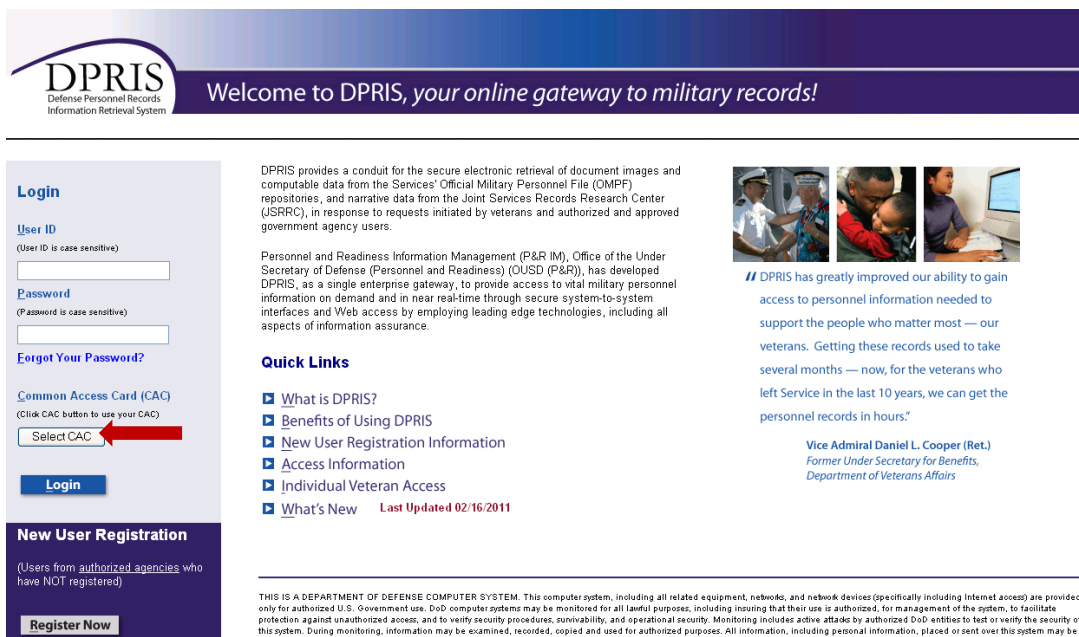 DPRIS
Defense Personnel Records
Information Retrieval System
Welcome to DPRIS, your online gateway to military records!
Login
User ID
(User ID is case sensitive)
Password
(Password is case sensitive)
Forgot Your Password?
Common Access Card (CAC)
(Click CAC button to use your CAC)
Select CAC
Login
New User Registration
(Users from authorized agencies who
have NOT registered)
Register Now
DPRIS provides a conduit for the secure electronic retrieval of document images and
computable data from the Services' Official Military Personnel File (OMPF)
repositories, and narrative data from the Joint Services Records Research Center
(JSRRC), in response to requests initiated by veterans and authorized and approved
government agency users.
Personnel and Readiness Information Management (P&R IM), Office of the Under
Secretary of Defense (Personnel and Readiness) (OUSD (P&R)), has developed
DPRIS, as a single enterprise gateway, to provide access to vital military personnel
information on demand and in near real-time through secure system-to-system
interfaces and Web access by employing leading edge technologies, including all
aspects of information assurance.
Quick Links
What is DPRIS?
Benefits of Using DPRIS
New User Registration Information
Access Information
Individual Veteran Access
What's New Last Updated 02/16/2011
" DPRIS has greatly improved our ability to gain
access to personnel information needed to
support the people who matter most — our
veterans. Getting these records used to take
several months — now, for the veterans who
left Service in the last 10 years, we can get the
personnel records in hours."
Vice Admiral Daniel L. Cooper (Ret.)
Former Under Secretary for Benefits,
Department of Veterans Affairs
THIS IS A DEPARTMENT OF DEFENSE COMPUTER SYSTEM. This computer system, including all related equipment, networks, and network devices (specifically including Internet access) are provided
only for authorized U.S. Government use. DoD computer systems may be monitored for all lawful purposes, including insuring that their use is authorized, for management of the system, to facilitate
protection against unauthorized access, and to verify security procedures, survivability, and operational security. Monitoring includes active attacks by authorized DoD entities to test or verify the security of
this system. During monitoring, information may be examined, recorded, copied and used for authorized purposes. All information, including personal information, placed or sent over this system may be